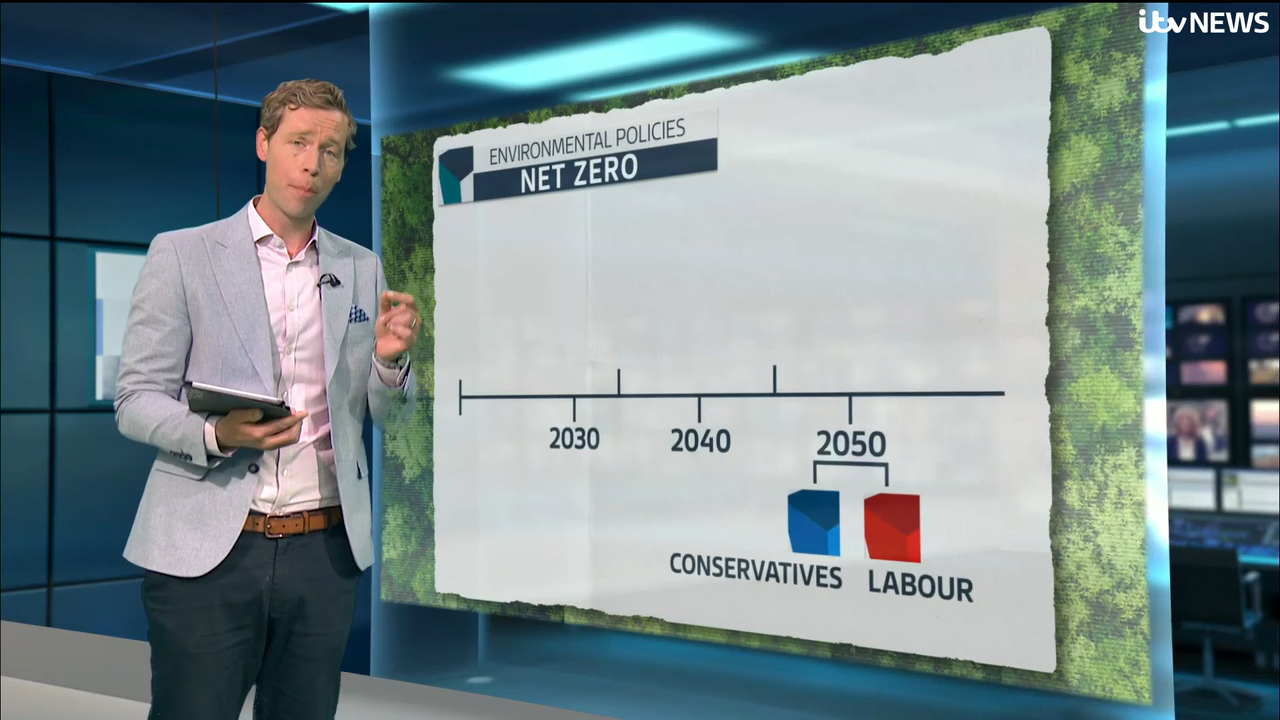 itv NEWS
ENVIRONMENTAL POLICIES
NET ZERO
2030 2040 2050
CONSERVATIVES LABOUR